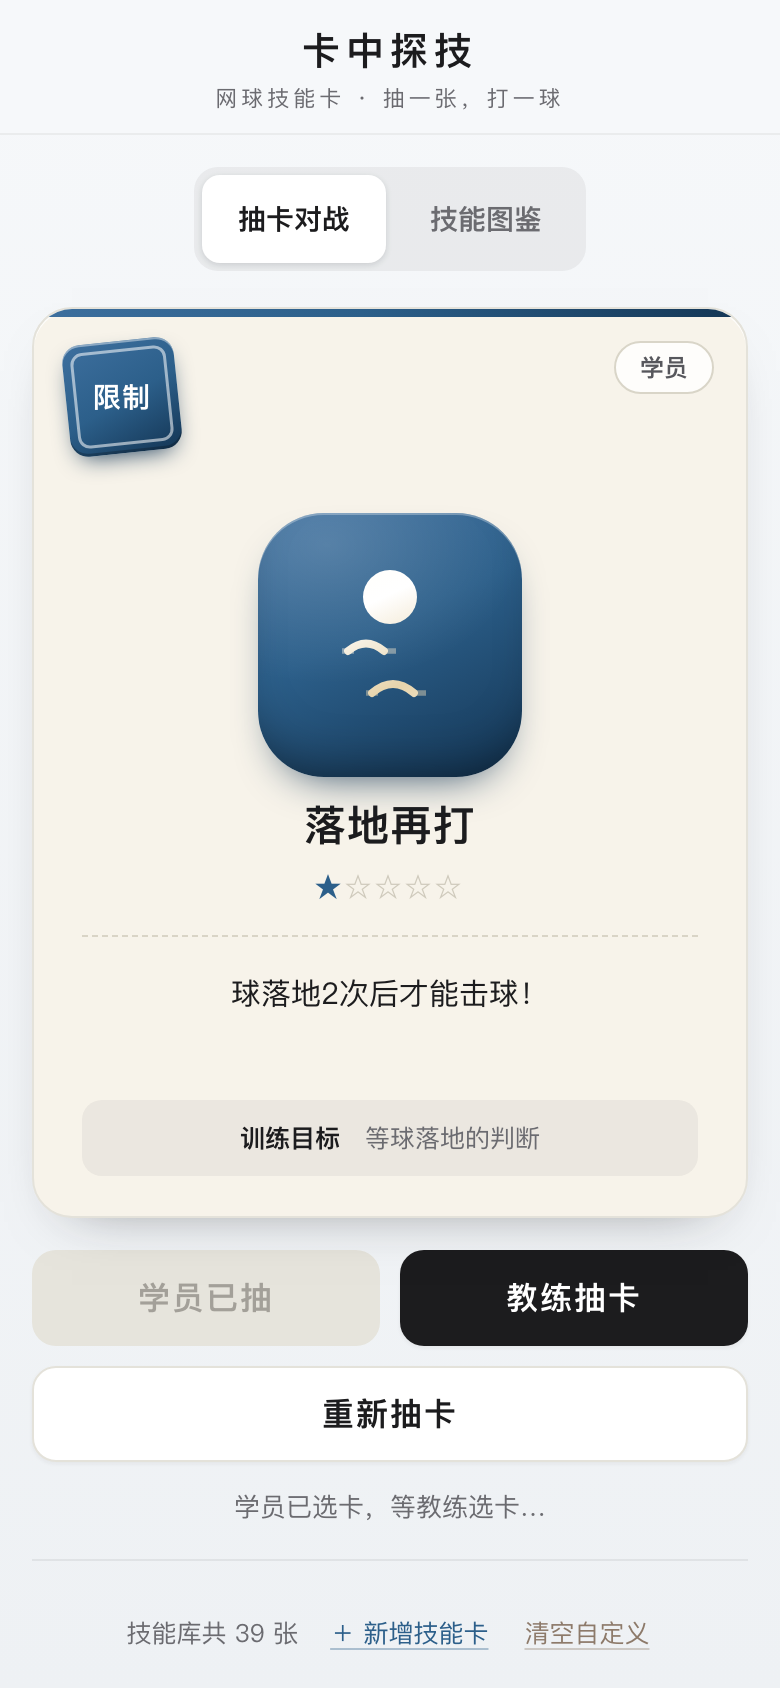 卡中探技
网球技能卡 · 抽一张，打一球
抽卡对战 技能图鉴
限制
学员
落地再打
★☆☆☆☆
球落地2次后才能击球！
训练目标 等球落地的判断
学员已抽 教练抽卡
重新抽卡
学员已选卡，等教练选卡…
技能库共 39 张 ＋ 新增技能卡 清空自定义